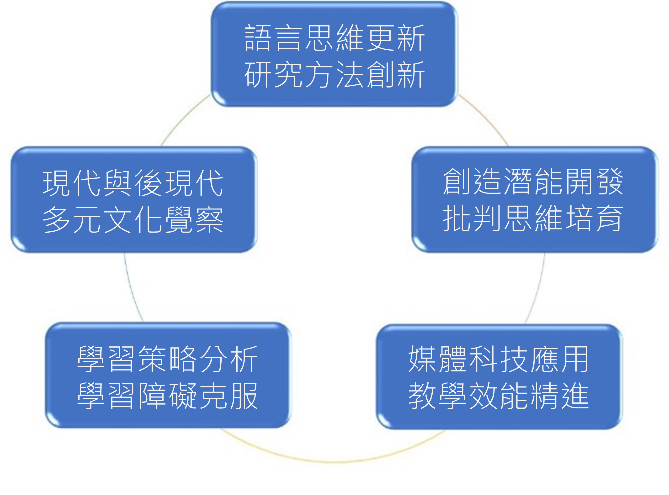 語言思維更新
研究方法創新
現代與後現代
多元文化覺察
創造潛能開發
批判思維培育
學習策略分析
學習障礙克服
媒體科技應用
教學效能精進